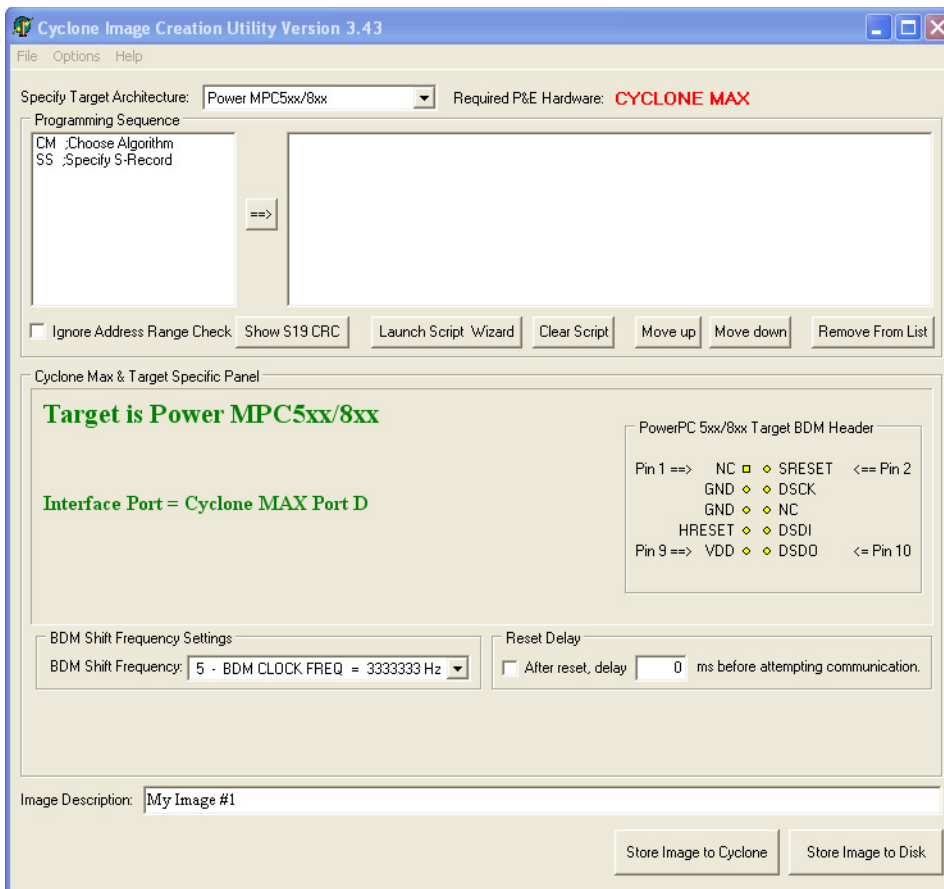 Cyclone Image Creation Utility Version 3.43
File Options Help
Specify Target Architecture: Power MPC5xx/8xx Required P&E Hardware: CYCLONE MAX
Programming Sequence
CM ;Choose Algorithm
SS ;Specify S-Record
==>
Ignore Address Range Check Show S19 CRC Launch Script Wizard Clear Script Move up Move down Remove From List
Cyclone Max & Target Specific Panel
Target is Power MPC5xx/8xx
Interface Port = Cyclone MAX Port D
PowerPC 5xx/8xx Target BDM Header
Pin 1 ==> NC SRESET <== Pin 2
GND DSCK
GND NC
HRESET DSDI
Pin 9 ==> VDD DSDO <= Pin 10
BDM Shift Frequency Settings
BDM Shift Frequency: 5 - BDM CLOCK FREQ = 3333333 Hz
Reset Delay
After reset, delay 0 ms before attempting communication.
Image Description: My Image #1
Store Image to Cyclone Store Image to Disk